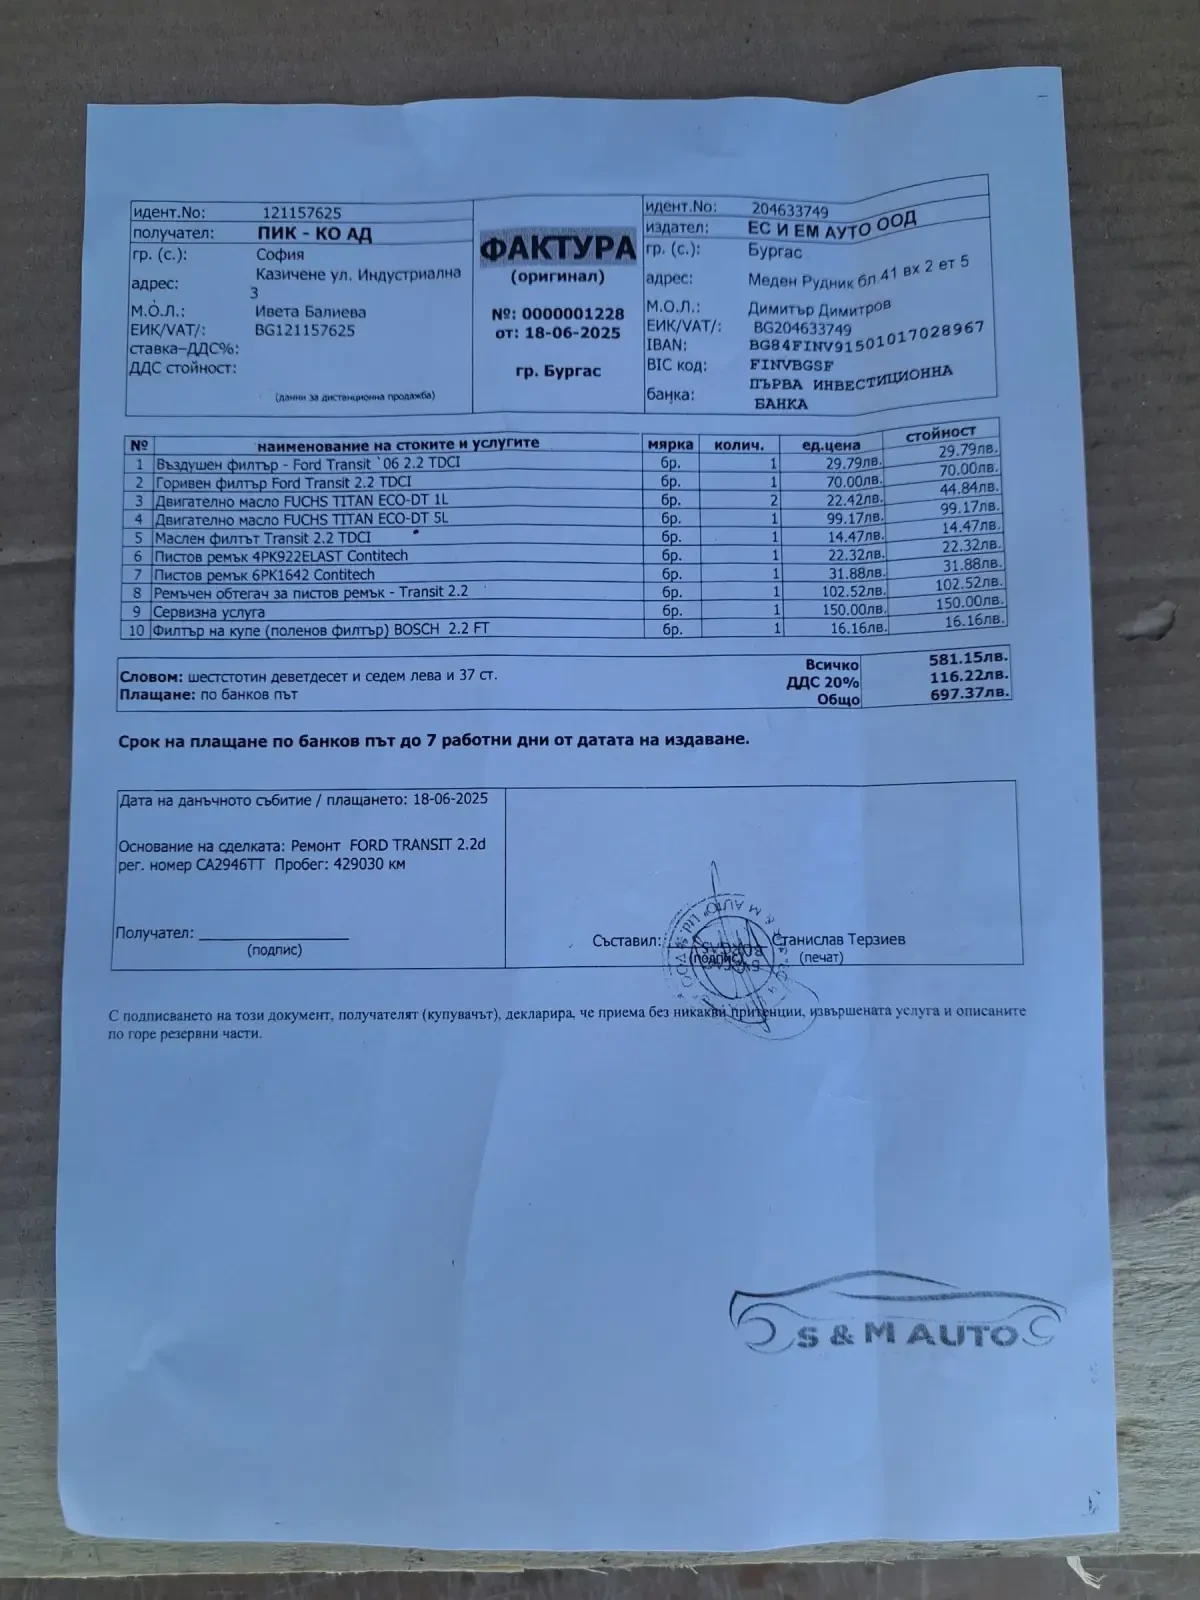 идент.No: 121157625
получател: ПИК - КО АД
гр. (с.): София
адрес: Казичене ул. Индустриална 3
М.О.Л.: Ивета Балиева
ЕИК/VAT/: BG121157625
ставка-ДДС%:
ДДС стойност:
(данни за дистанционна продажба)
ФАКТУРА
(оригинал)
№: 0000001228
от: 18-06-2025
гр. Бургас
идент.No: 204633749
издател: ЕС И ЕМ АУТО ООД
гр. (с.): Бургас
адрес: Меден Рудник бл.41 вх 2 ет 5
М.О.Л.: Димитър Димитров
ЕИК/VAT/: BG204633749
IBAN: BG84FINV91501017028967
BIC код: FINVBGSF
банка: ПЪРВА ИНВЕСТИЦИОННА БАНКА
№ наименование на стоките и услугите мярка колич. ед.цена стойност
1 Въздушен филтър - Ford Transit `06 2.2 TDCI бр. 1 29.79лв. 29.79лв.
2 Горивен филтър Ford Transit 2.2 TDCI бр. 1 70.00лв. 70.00лв.
3 Двигателно масло FUCHS TITAN ECO-DT 1L бр. 2 22.42лв. 44.84лв.
4 Двигателно масло FUCHS TITAN ECO-DT 5L бр. 1 99.17лв. 99.17лв.
5 Маслен филтът Transit 2.2 TDCI бр. 1 14.47лв. 14.47лв.
6 Пистов ремък 4PK922ELAST Contitech бр. 1 22.32лв. 22.32лв.
7 Пистов ремък 6PK1642 Contitech бр. 1 31.88лв. 31.88лв.
8 Ремъчен обтегач за пистов ремък - Transit 2.2 бр. 1 102.52лв. 102.52лв.
9 Сервизна услуга бр. 1 150.00лв. 150.00лв.
10 Филтър на купе (поленов филтър) BOSCH 2.2 FT бр. 1 16.16лв. 16.16лв.
Словом: шестстотин деветдесет и седем лева и 37 ст.
Плащане: по банков път
Всичко 581.15лв.
ДДС 20% 116.22лв.
Общо 697.37лв.
Срок на плащане по банков път до 7 работни дни от датата на издаване.
Дата на данъчното събитие / плащането: 18-06-2025
Основание на сделката: Ремонт FORD TRANSIT 2.2d
рег. номер CA2946TT Пробег: 429030 км
Получател:
(подпис)
Съставил: Станислав Терзиев
(подпис) (печат)
С подписването на този документ, получателят (купувачът), декларира, че приема без никакви притенции, извършената услуга и описаните
по горе резервни части.
S & M AUTO